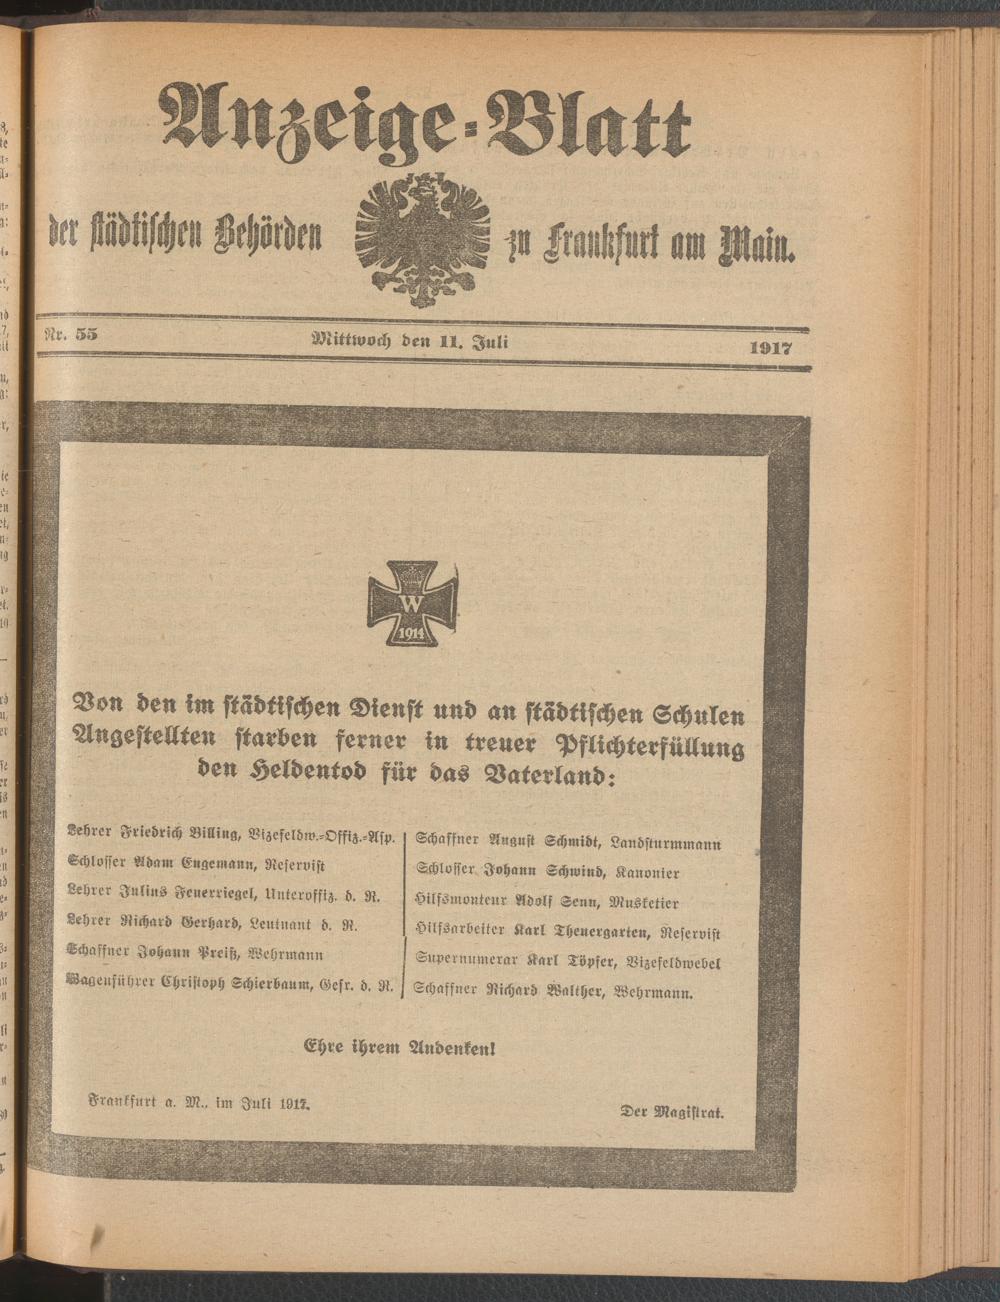 Anzeige-Blatt
der städtischen Behörden zu Frankfurt am Main.
Nr. 55 Mittwoch den 11. Juli 1917
W
1914
Von den im städtischen Dienst und an städtischen Schulen
Angestellten starben ferner in treuer Pflichterfüllung
den Heldentod für das Vaterland:
Lehrer Friedrich Billing, Vizefeldw.-Offiz.-Asp.
Schlosser Adam Eugemann, Reservist
Lehrer Julius Feuerriegel, Unteroffiz. d. R.
Lehrer Richard Gerhard, Leutnant d. R.
Schaffner Johann Preiß, Wehrmann
Wagenführer Christoph Schierbaum, Gefr. d. R.
Schaffner August Schmidt, Landsturmmann
Schlosser Johann Schwind, Kanonier
Hilfsmonteur Adolf Senn, Musketier
Hilfsarbeiter Karl Theuergarten, Reservist
Supernumerar Karl Töpfer, Vizefeldwebel
Schaffner Richard Walther, Wehrmann.
Ehre ihrem Andenken!
Frankfurt a. M., im Juli 1917.
Der Magistrat.